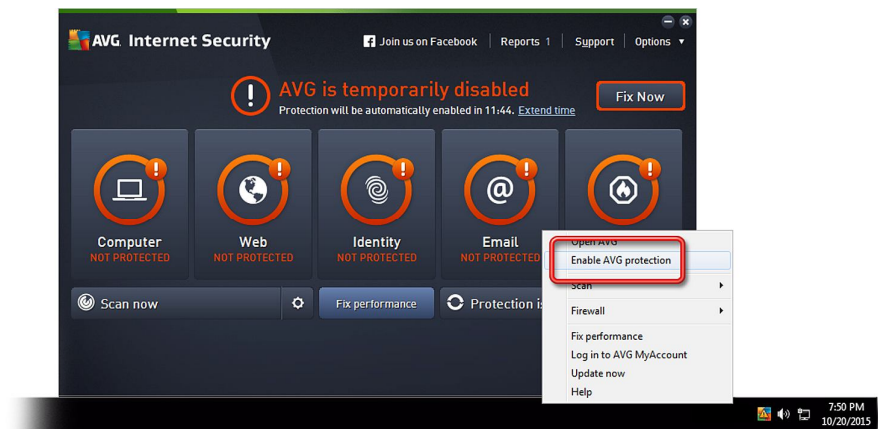 AVG. Internet Security
Join us on Facebook
Reports 1
Support
Options
AVG is temporarily disabled
Protection will be automatically enabled in 11:44. Extend time
Fix Now
Computer
NOT PROTECTED
Web
NOT PROTECTED
Identity
NOT PROTECTED
@
Email
NOT PROTECTED
Scan now
Fix performance
Protection is
Open AVG
Enable AVG protection
Scan
Firewall
Fix performance
Log in to AVG MyAccount
Update now
Help
7:50 PM
10/20/2015